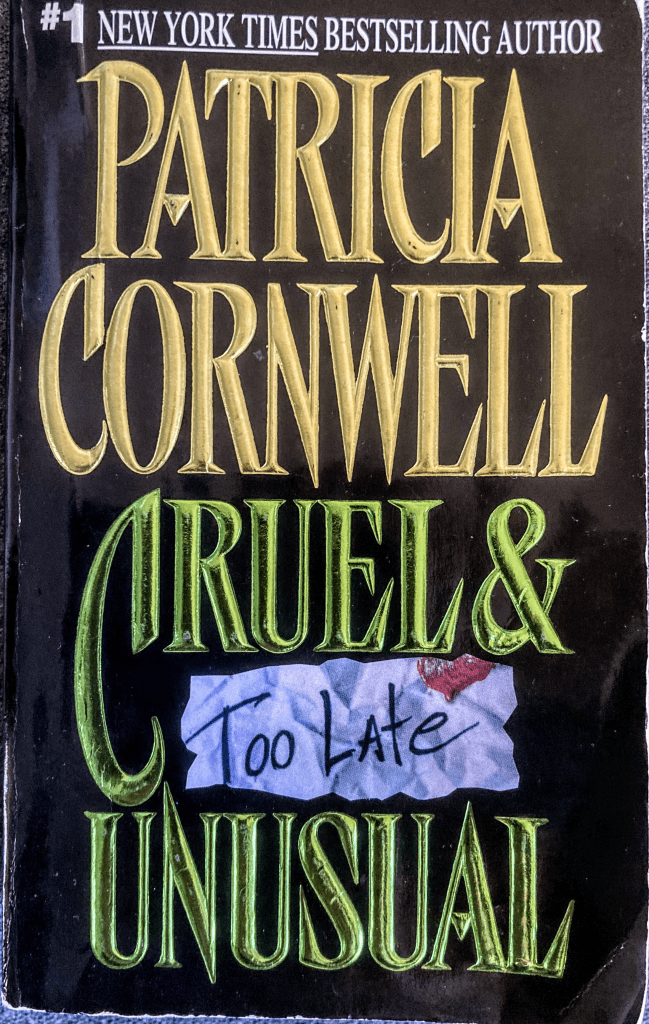 #1 NEW YORK TIMES BESTSELLING AUTHOR
PATRICIA
CORNWELL
CRUEL &
Too Late
UNUSUAL